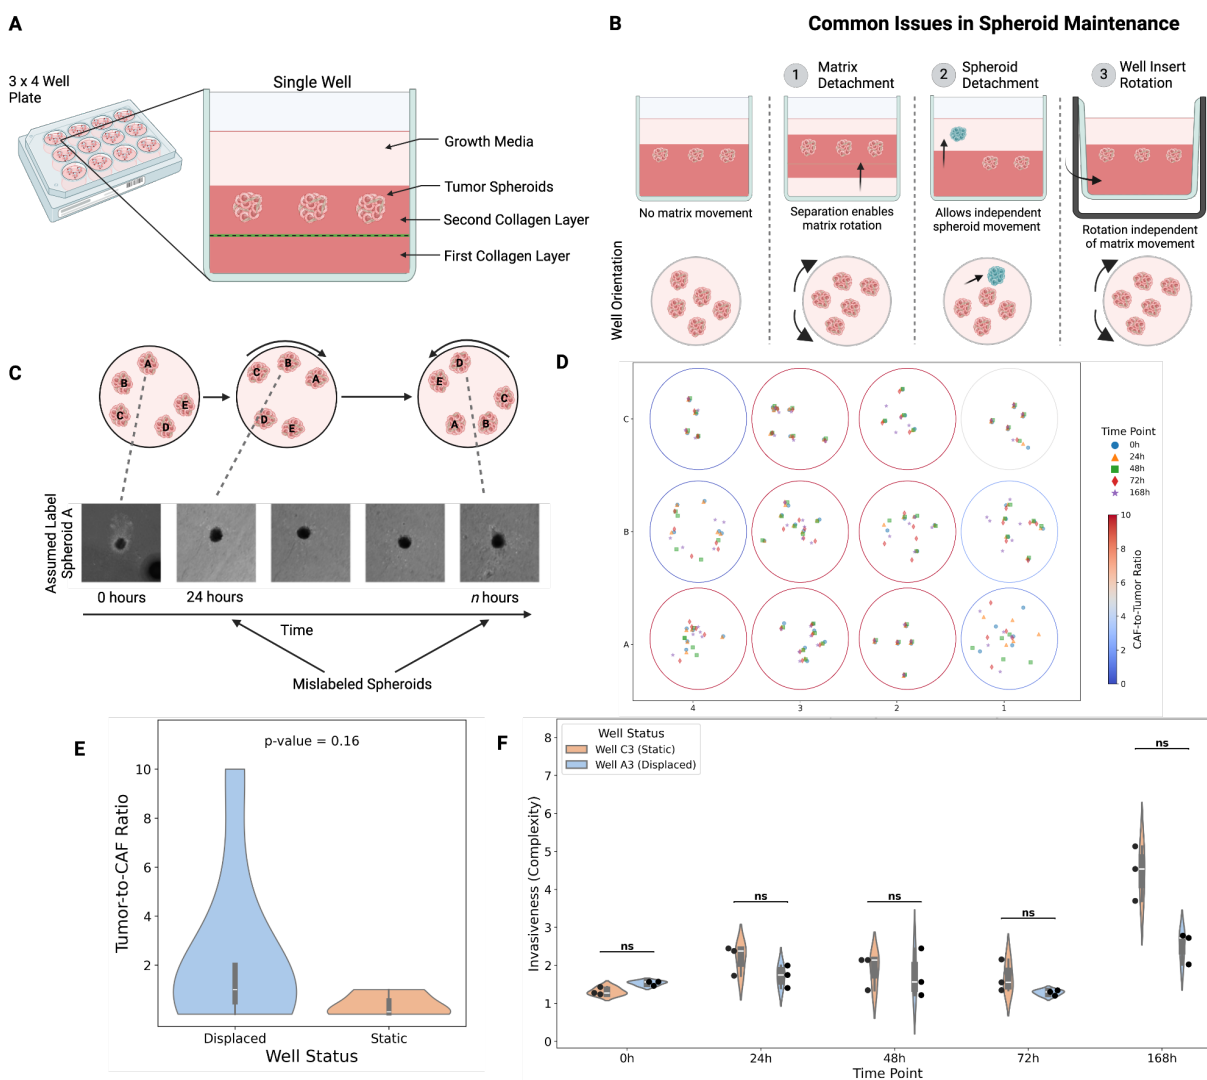 A
3 x 4 Well
Plate
Single Well
Growth Media
Tumor Spheroids
Second Collagen Layer
First Collagen Layer
B
Common Issues in Spheroid Maintenance
1
Matrix
Detachment
2
Spheroid
Detachment
3
Well Insert
Rotation
No matrix movement
Separation enables
matrix rotation
Allows independent
spheroid movement
Rotation independent
of matrix movement
Well Orientation
C
A
B
C
D
E
B
C
A
D
E
D
E
C
A
B
Assumed Label
Spheroid A
0 hours
24 hours
n hours
Time
Mislabeled Spheroids
D
C
B
A
4
3
2
1
Time Point
0h
24h
48h
72h
168h
10
8
6
4
2
0
CAF-to-Tumor Ratio
E
p-value = 0.16
10
8
6
4
2
Tumor-to-CAF Ratio
Displaced
Static
Well Status
F
Well Status
Well C3 (Static)
Well A3 (Displaced)
8
7
6
5
4
3
2
1
0
Invasiveness (Complexity)
ns
ns
ns
ns
ns
0h
24h
48h
72h
168h
Time Point